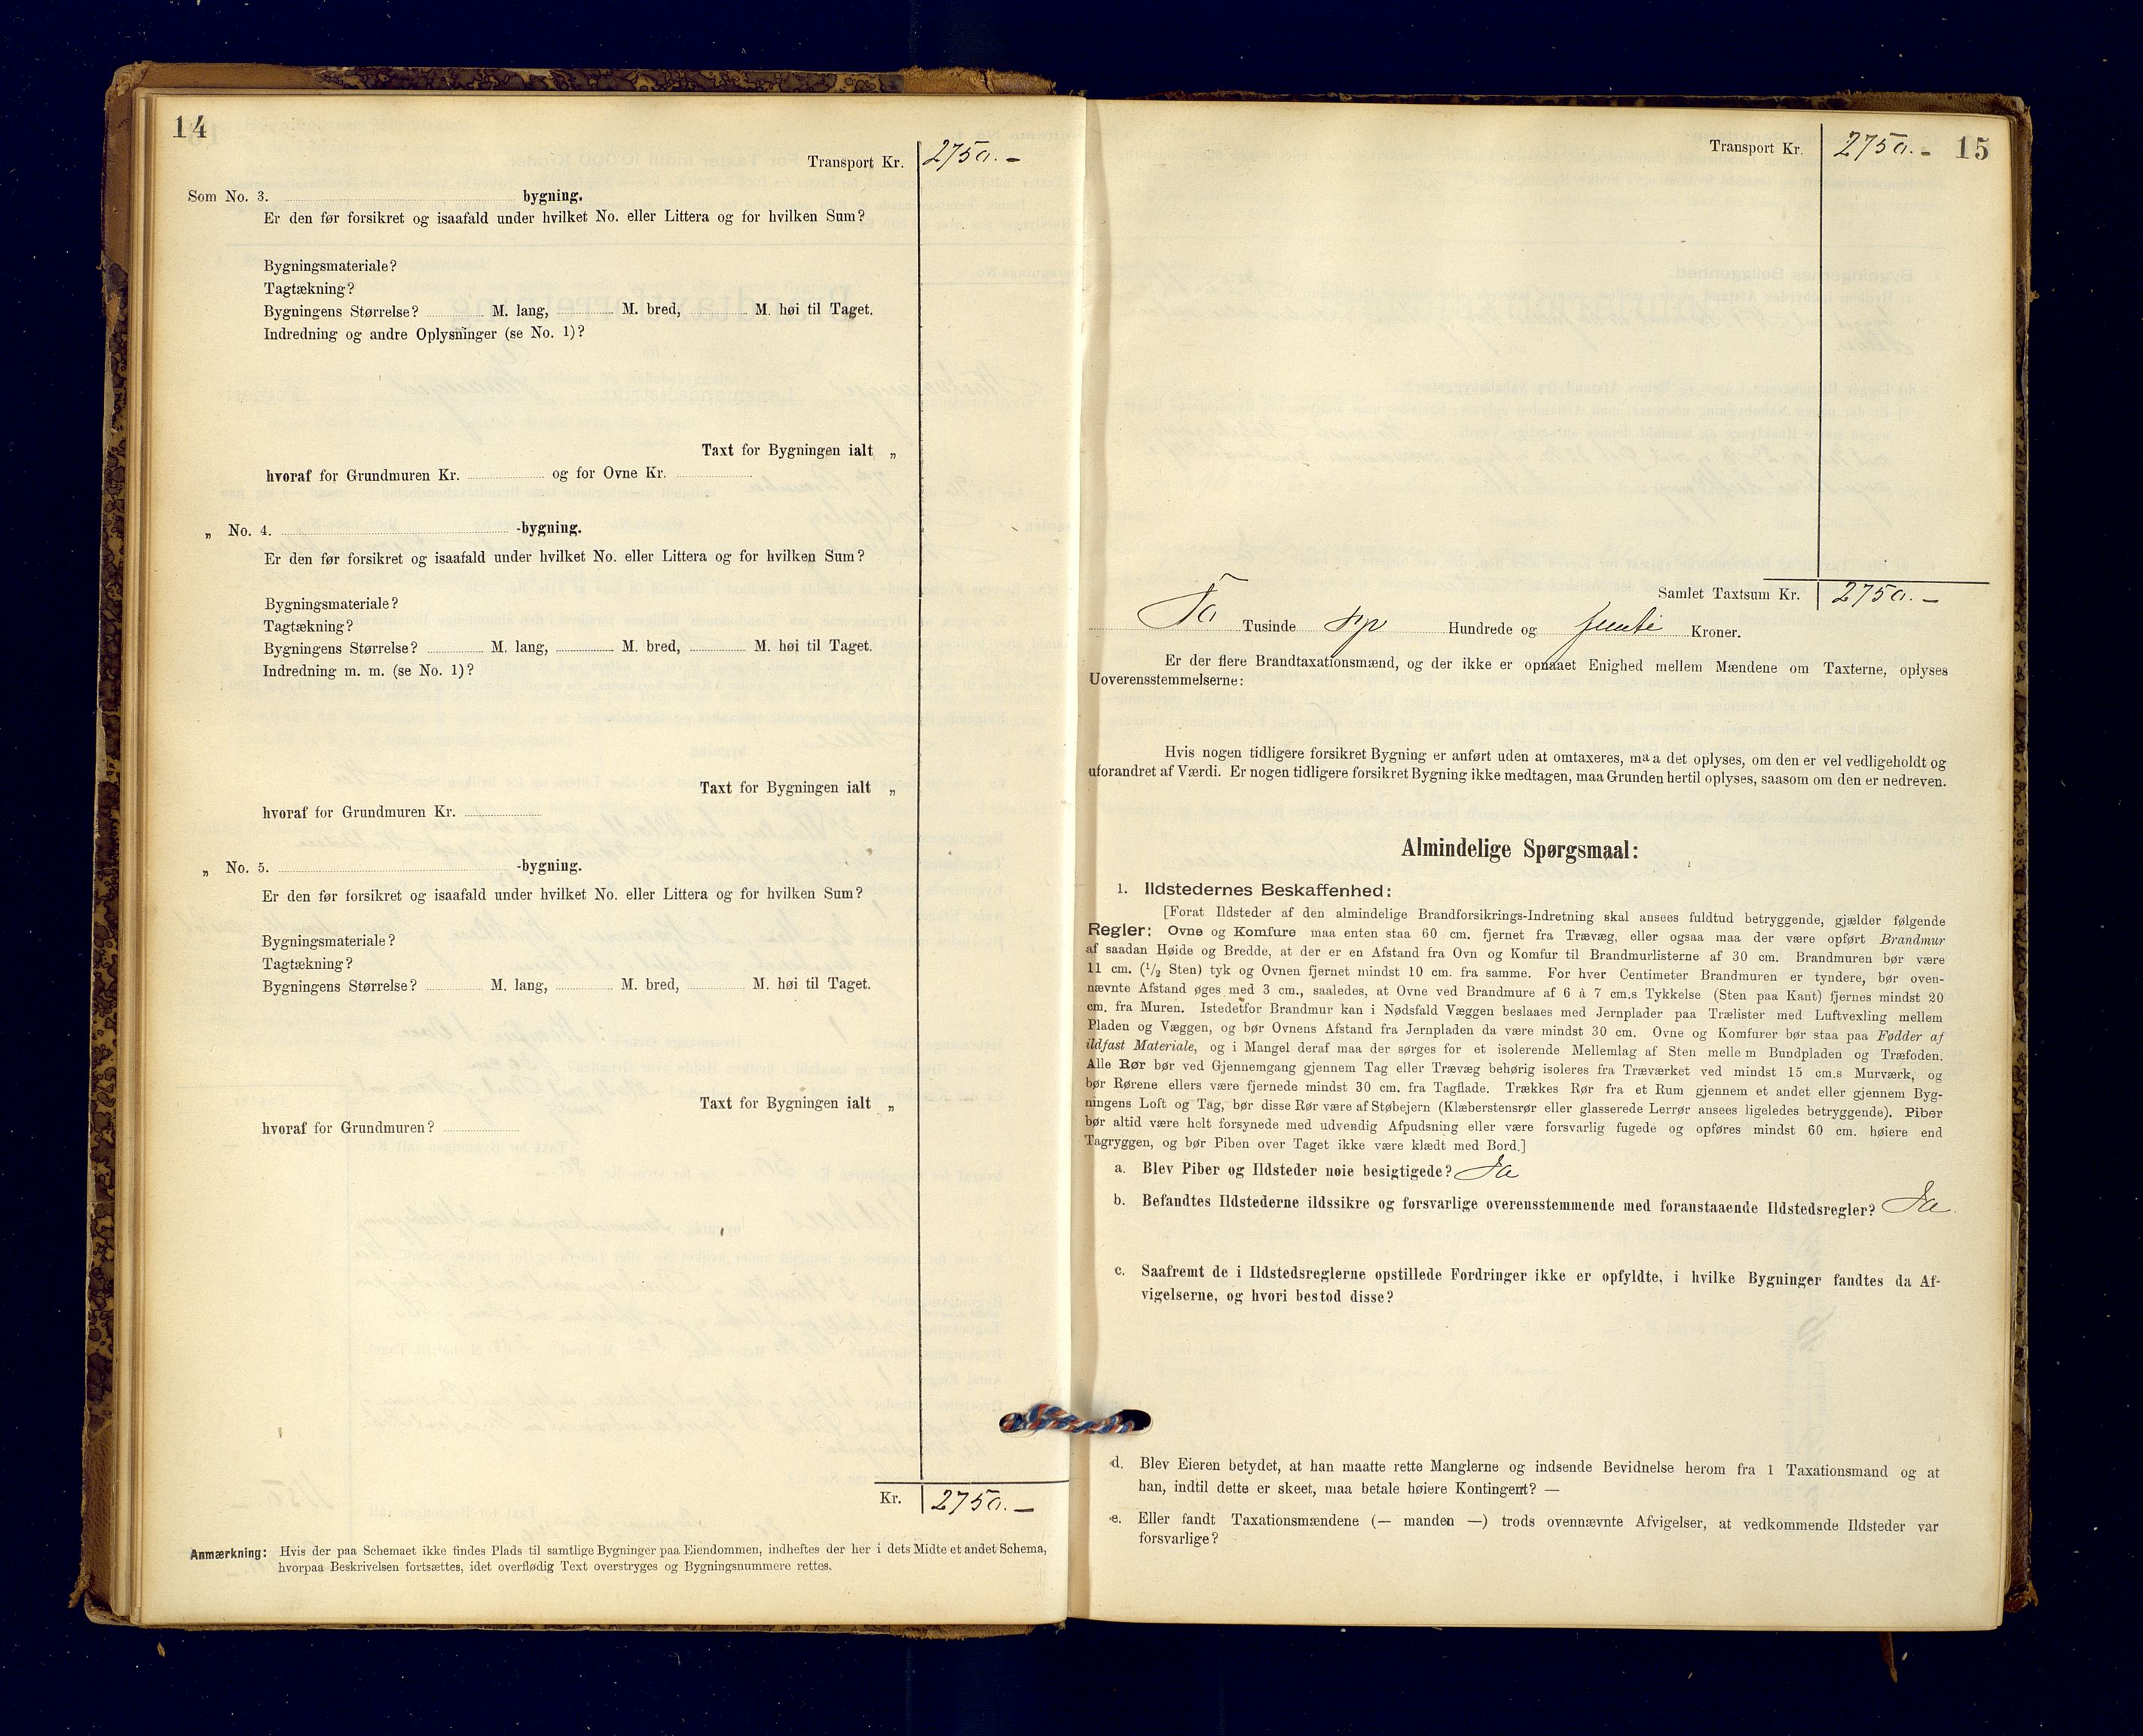 14
Transport Kr. 2750.-
Som No. 3. bygning.
Er den før forsikret og isaafald under hvilket No. eller Littera og for hvilken Sum?
Bygningsmateriale?
Tagtækning?
Bygningens Størrelse? M. lang, M. bred, M. høi til Taget.
Indredning og andre Oplysninger (se No. 1)?
Taxt for Bygningen ialt „
hvoraf for Grundmuren Kr. og for Ovne Kr.
„ No. 4. -bygning.
Er den før forsikret og isaafald under hvilket No. eller Littera og for hvilken Sum?
Bygningsmateriale?
Tagtækning?
Bygningens Størrelse? M. lang, M. bred, M. høi til Taget.
Indredning m. m. (se No. 1)?
Taxt for Bygningen ialt „
hvoraf for Grundmuren Kr.
„ No. 5. -bygning.
Er den før forsikret og isaafald under hvilket No. eller Littera og for hvilken Sum?
Bygningsmateriale?
Tagtækning?
Bygningens Størrelse? M. lang, M. bred, M. høi til Taget.
Taxt for Bygningen ialt „
hvoraf for Grundmuren?
Kr. 2750.-
Anmærkning: Hvis der paa Schemaet ikke findes Plads til samtlige Bygninger paa Eiendommen, indheftes der her i dets Midte et andet Schema,
hvorpaa Beskrivelsen fortsættes, idet overflødig Text overstryges og Bygningsnummere rettes.
Transport Kr. 2750.- 15
Samlet Taxtsum Kr. 2750.-
To Tusinde syv Hundrede og femti Kroner.
Er der flere Brandtaxationsmænd, og der ikke er opnaaet Enighed mellem Mændene om Taxterne, oplyses
Uoverensstemmelserne:
Hvis nogen tidligere forsikret Bygning er anført uden at omtaxeres, maa det oplyses, om den er vel vedligeholdt og
uforandret af Værdi. Er nogen tidligere forsikret Bygning ikke medtagen, maa Grunden hertil oplyses, saasom om den er nedreven.
Almindelige Spørgsmaal:
1. Ildstedernes Beskaffenhed:
[Forat Ildsteder af den almindelige Brandforsikrings-Indretning skal ansees fuldtud betryggende, gjælder følgende
Regler: Ovne og Komfure maa enten staa 60 cm. fjernet fra Trævæg, eller ogsaa maa der være opført Brandmur
af saadan Høide og Bredde, at der er en Afstand fra Ovn og Komfur til Brandmurlisterne af 30 cm. Brandmuren bør være
11 cm. (1/2 Sten) tyk og Ovnen fjernet mindst 10 cm. fra samme. For hver Centimeter Brandmuren er tyndere, bør oven-
nævnte Afstand øges med 3 cm., saaledes, at Ovne ved Brandmure af 6 à 7 cm.s Tykkelse (Sten paa Kant) fjernes mindst 20
cm. fra Muren. Istedetfor Brandmur kan i Nødsfald Væggen beslaaes med Jernplader paa Trælister med Luftvexling mellem
Pladen og Væggen, og bør Ovnens Afstand fra Jernpladen da være mindst 30 cm. Ovne og Komfurer bør staa paa Fødder af
ildfast Materiale, og i Mangel deraf maa der sørges for et isolerende Mellemlag af Sten mellem Bundpladen og Træfoden.
Alle Rør bør ved Gjennemgang gjennem Tag eller Trævæg behørig isoleres fra Træværket ved mindst 15 cm.s Murværk, og
bør Rørene ellers være fjernede mindst 30 cm. fra Tagflade. Trækkes Rør fra et Rum gjennem et andet eller gjennem Byg-
ningens Loft og Tag, bør disse Rør være af Støbejern (Klæberstensrør eller glasserede Lerrør ansees ligeledes betryggende). Piber
bør altid være helt forsynede med udvendig Afpudsning eller være forsvarlig fugede og opføres mindst 60 cm. høiere end
Tagryggen, og bør Piben over Taget ikke være klædt med Bord.]
a. Blev Piber og Ildsteder nøie besigtigede? Ja
b. Befandtes Ildstederne ildssikre og forsvarlige overensstemmende med foranstaaende Ildstedsregler? Ja.
c. Saafremt de i Ildstedsreglerne opstillede Fordringer ikke er opfyldte, i hvilke Bygninger fandtes da Af-
vigelserne, og hvori bestod disse?
d. Blev Eieren betydet, at han maatte rette Manglerne og indsende Bevidnelse herom fra 1 Taxationsmand og at
han, indtil dette er skeet, maa betale høiere Kontingent? —
e. Eller fandt Taxationsmændene (— manden —) trods ovennævnte Afvigelser, at vedkommende Ildsteder var
forsvarlige?